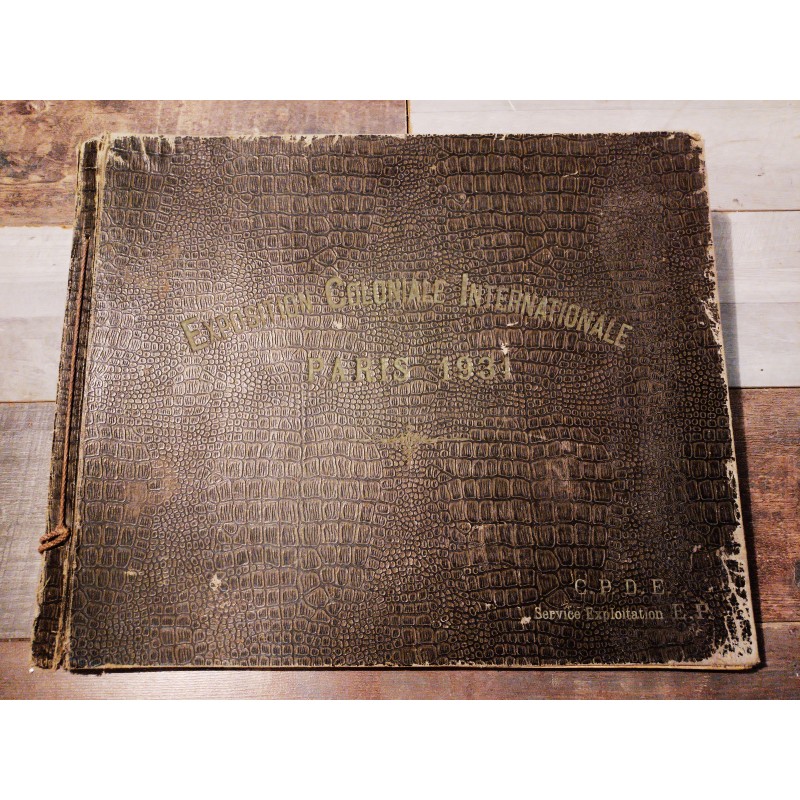 EXPOSITION COLONIALE INTERNATIONALE
PARIS 1931
C. P. D. E.
Service Exploitation E. P.